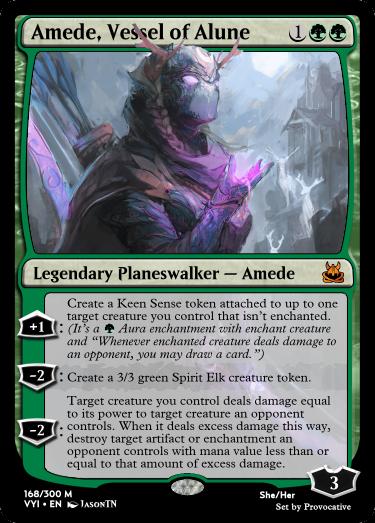 Amede, Vessel of Alune 1
Legendary Planeswalker — Amede
Create a Keen Sense token attached to up to one
target creature you control that isn't enchanted.
+1: (It's a Aura enchantment with enchant creature
and “Whenever enchanted creature deals damage to
an opponent, you may draw a card.”)
-2: Create a 3/3 green Spirit Elk creature token.
Target creature you control deals damage equal
to its power to target creature an opponent
-2: controls. When it deals excess damage this way,
destroy target artifact or enchantment an
opponent controls with mana value less than or
equal to that amount of excess damage.
3
168/300 M
VYI • EN JASONTN
She/Her
Set by Provocative